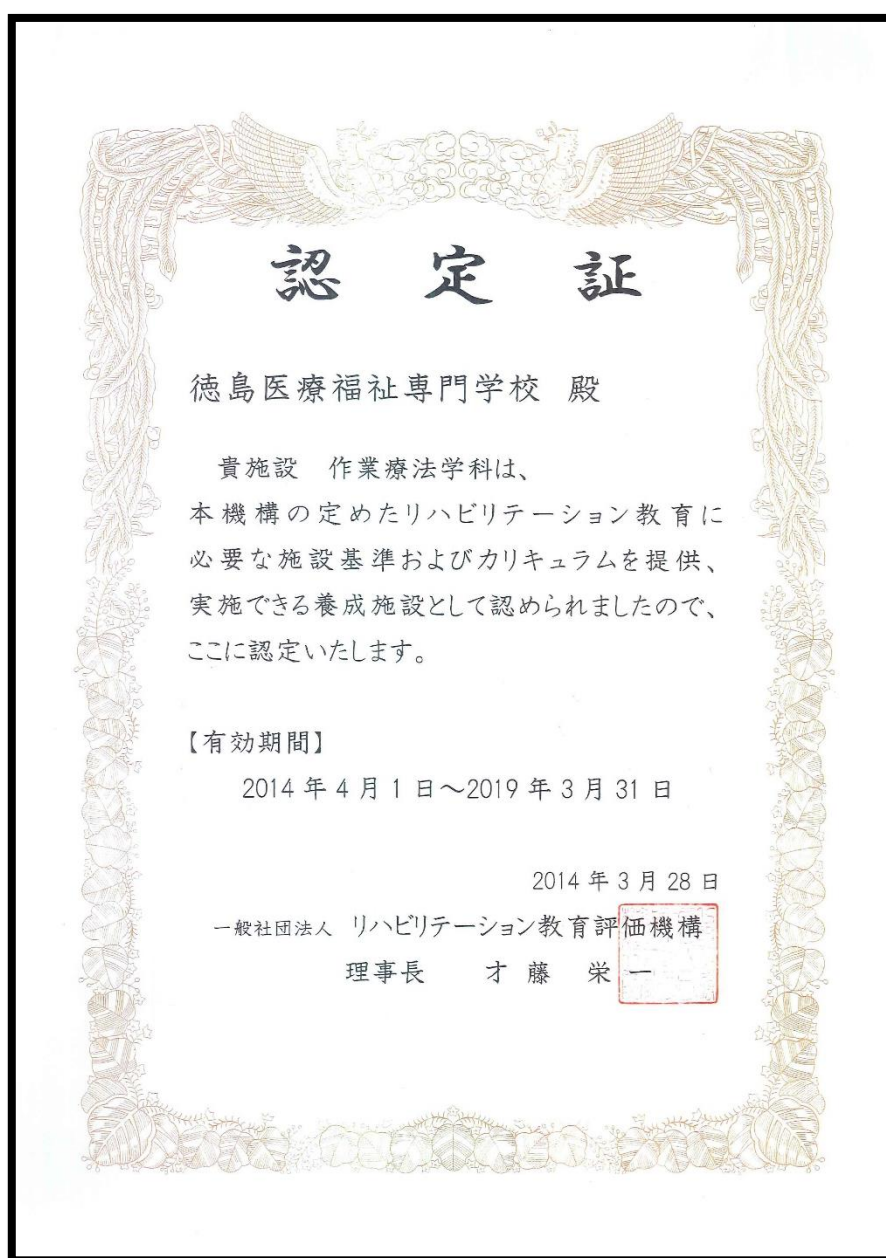 認 定 証
徳島医療福祉専門学校 殿
貴施設 作業療法学科は、
本機構の定めたリハビリテーション教育に
必要な施設基準およびカリキュラムを提供、
実施できる養成施設として認められましたので、
ここに認定いたします。
【有効期間】
2014 年 4 月 1 日～2019 年 3 月 31 日
2014 年 3 月 28 日
一般社団法人 リハビリテーション教育評価機構
理事長 才 藤 栄 一